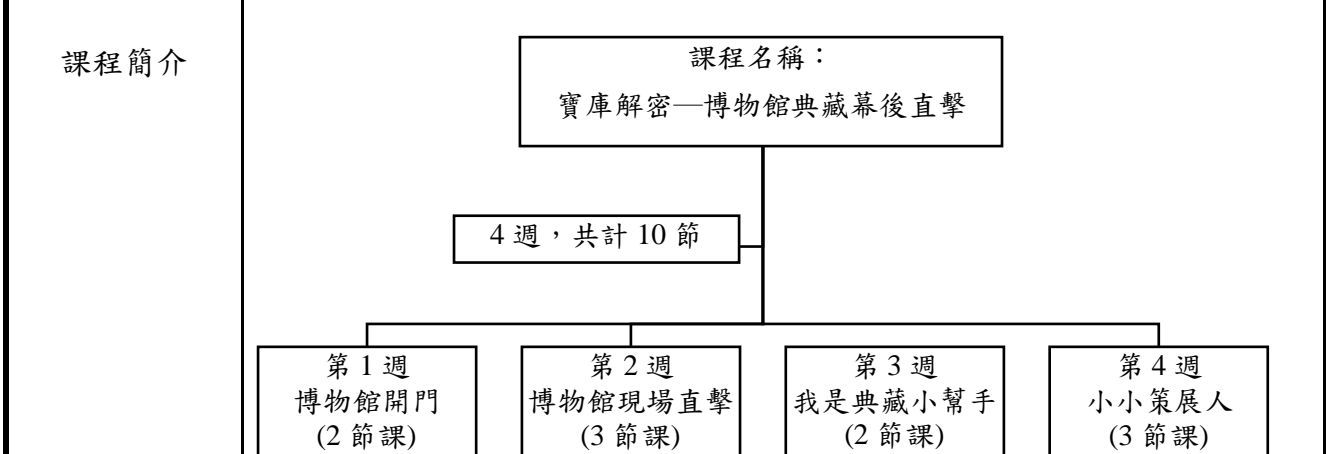 課程簡介
課程名稱：
寶庫解密—博物館典藏幕後直擊
4 週，共計 10 節
第 1 週
博物館開門
(2 節課)
第 2 週
博物館現場直擊
(3 節課)
第 3 週
我是典藏小幫手
(2 節課)
第 4 週
小小策展人
(3 節課)